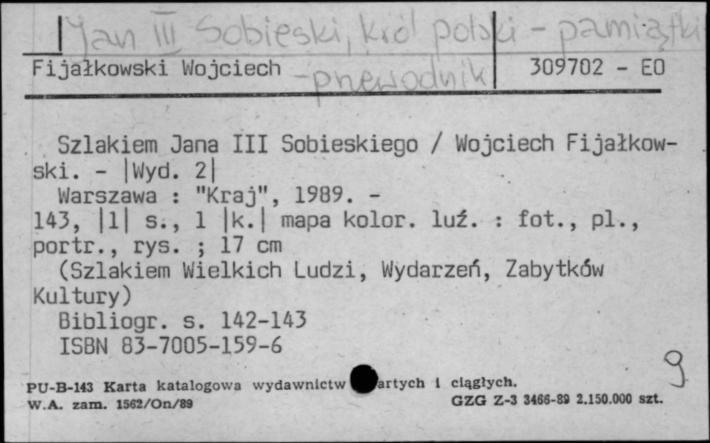 Jan III Sobieski, król polski - pamiątki
- przewodnik
Fijałkowski Wojciech 309702 - EO
Szlakiem Jana III Sobieskiego / Wojciech Fijałkow-
ski. - |Wyd. 2|
Warszawa : "Kraj", 1989. -
143, |1| s., 1 |k.| mapa kolor. luź. : fot., pl.,
portr., rys. ; 17 cm
(Szlakiem Wielkich Ludzi, Wydarzeń, Zabytków
Kultury)
Bibliogr. s. 142-143
ISBN 83-7005-159-6
9
PU-B-143 Karta katalogowa wydawnictw artych i ciągłych.
W.A. zam. 1562/On/89 GZG Z-3 3466-89 2.150.000 szt.